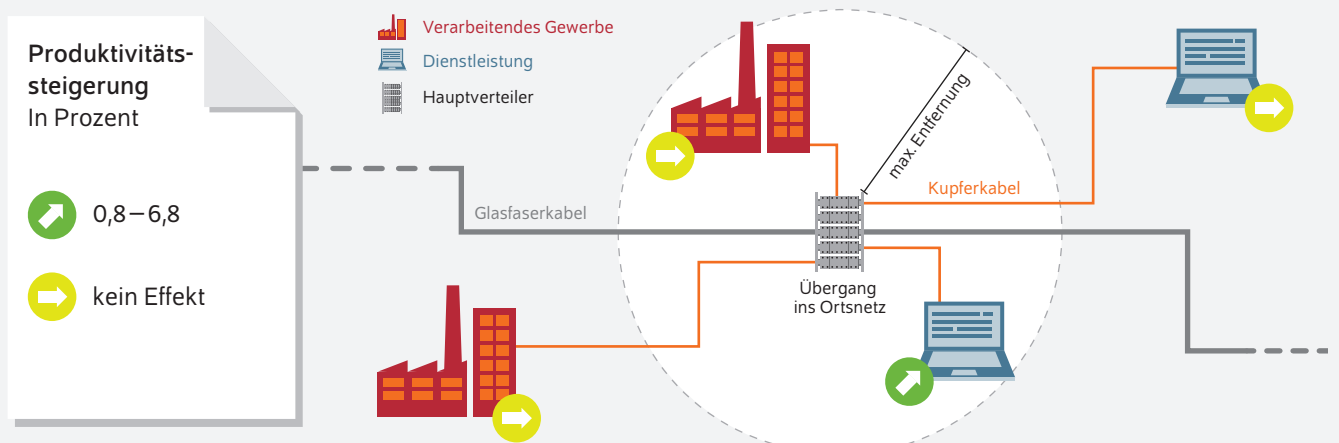 Produktivitäts-
steigerung
In Prozent
0,8–6,8
kein Effekt
Verarbeitendes Gewerbe
Dienstleistung
Hauptverteiler
max. Entfernung
Kupferkabel
Glasfaserkabel
Übergang
ins Ortsnetz